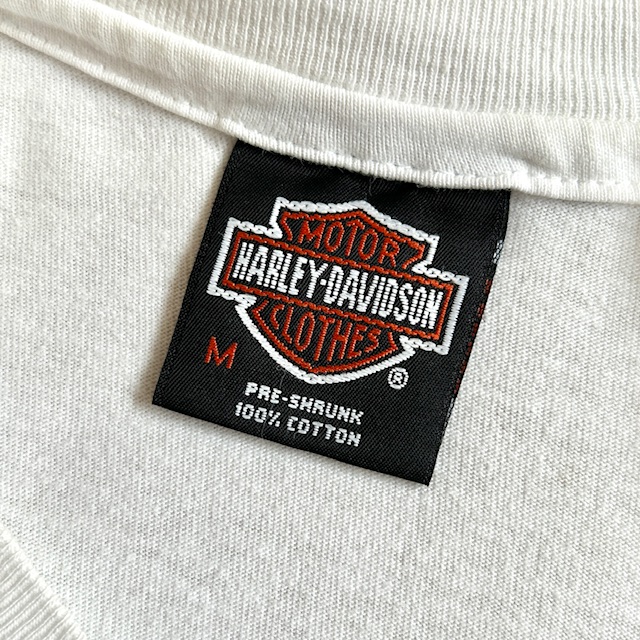 MOTOR
HARLEY-DAVIDSON
CLOTHES
®
M
PRE-SHRUNK
100% COTTON